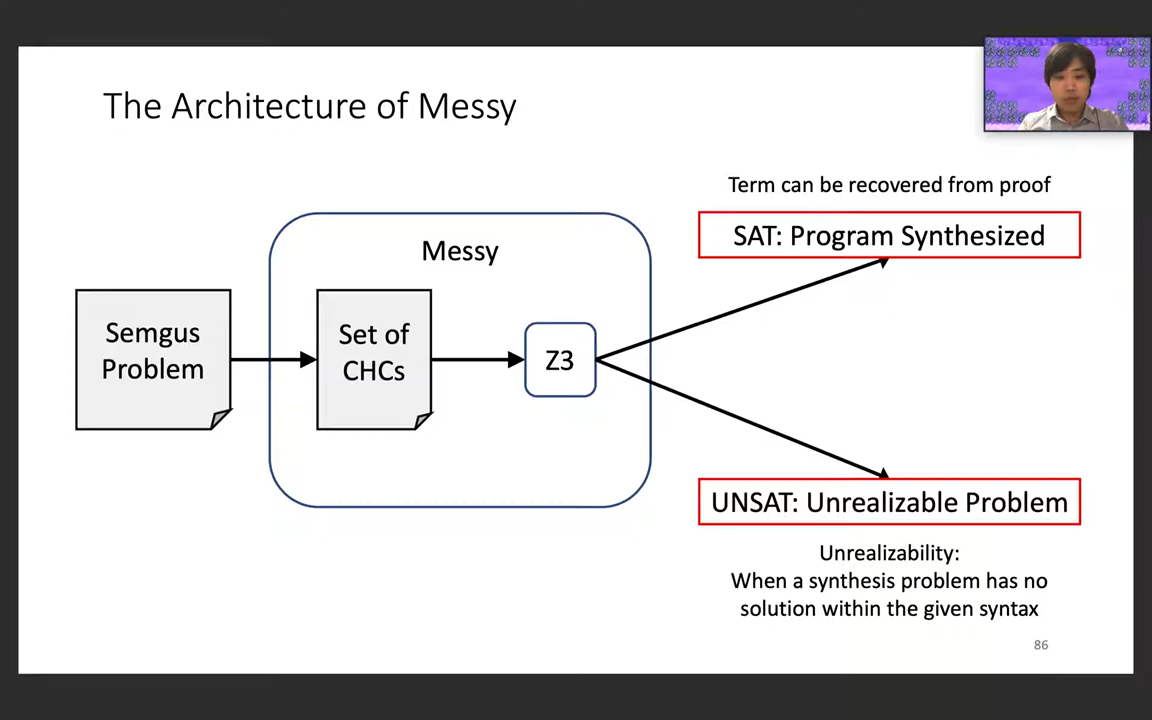 The Architecture of Messy
Term can be recovered from proof
SAT: Program Synthesized
Messy
Semgus
Problem
Set of
CHCs
Z3
UNSAT: Unrealizable Problem
Unrealizability:
When a synthesis problem has no
solution within the given syntax
86